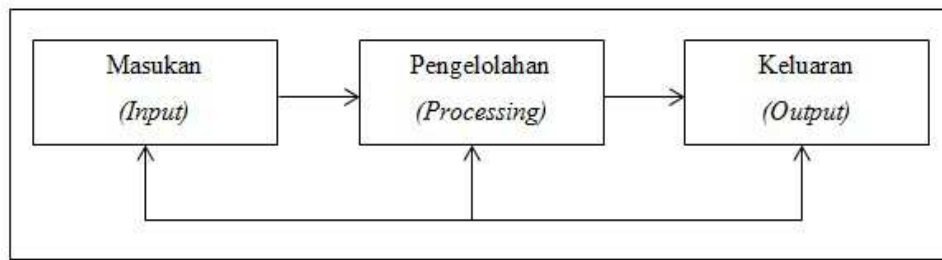 Masukan
(Input)
Pengelolahan
(Processing)
Keluaran
(Output)